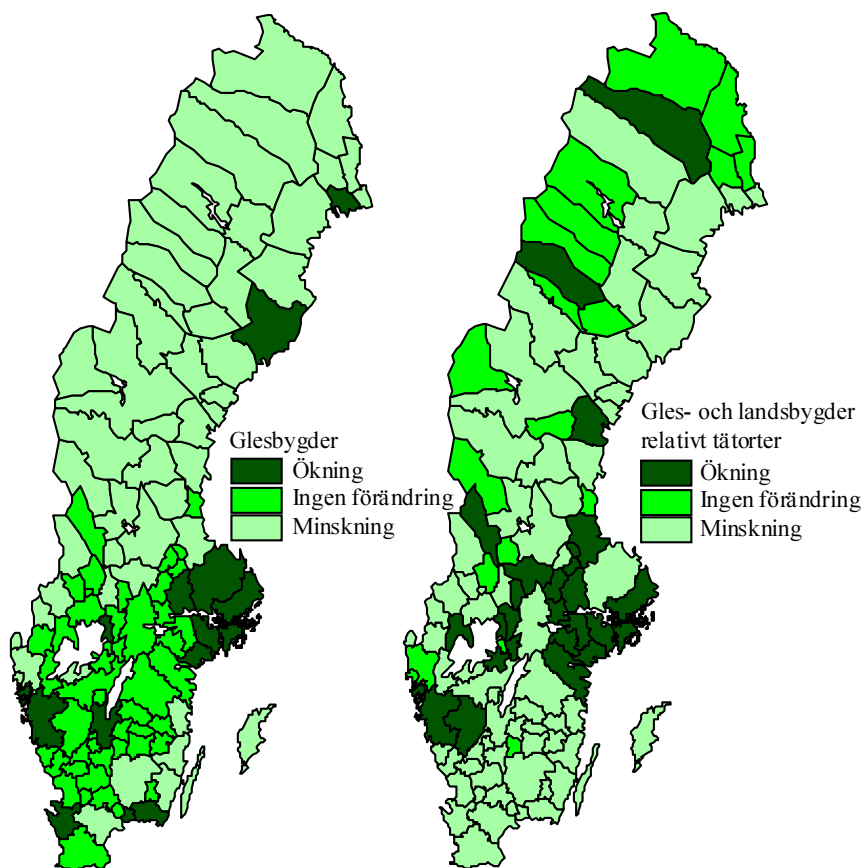 Glesbygder
Ökning
Ingen förändring
Minskning
Gles- och landsbygder
relativt tätorter
Ökning
Ingen förändring
Minskning